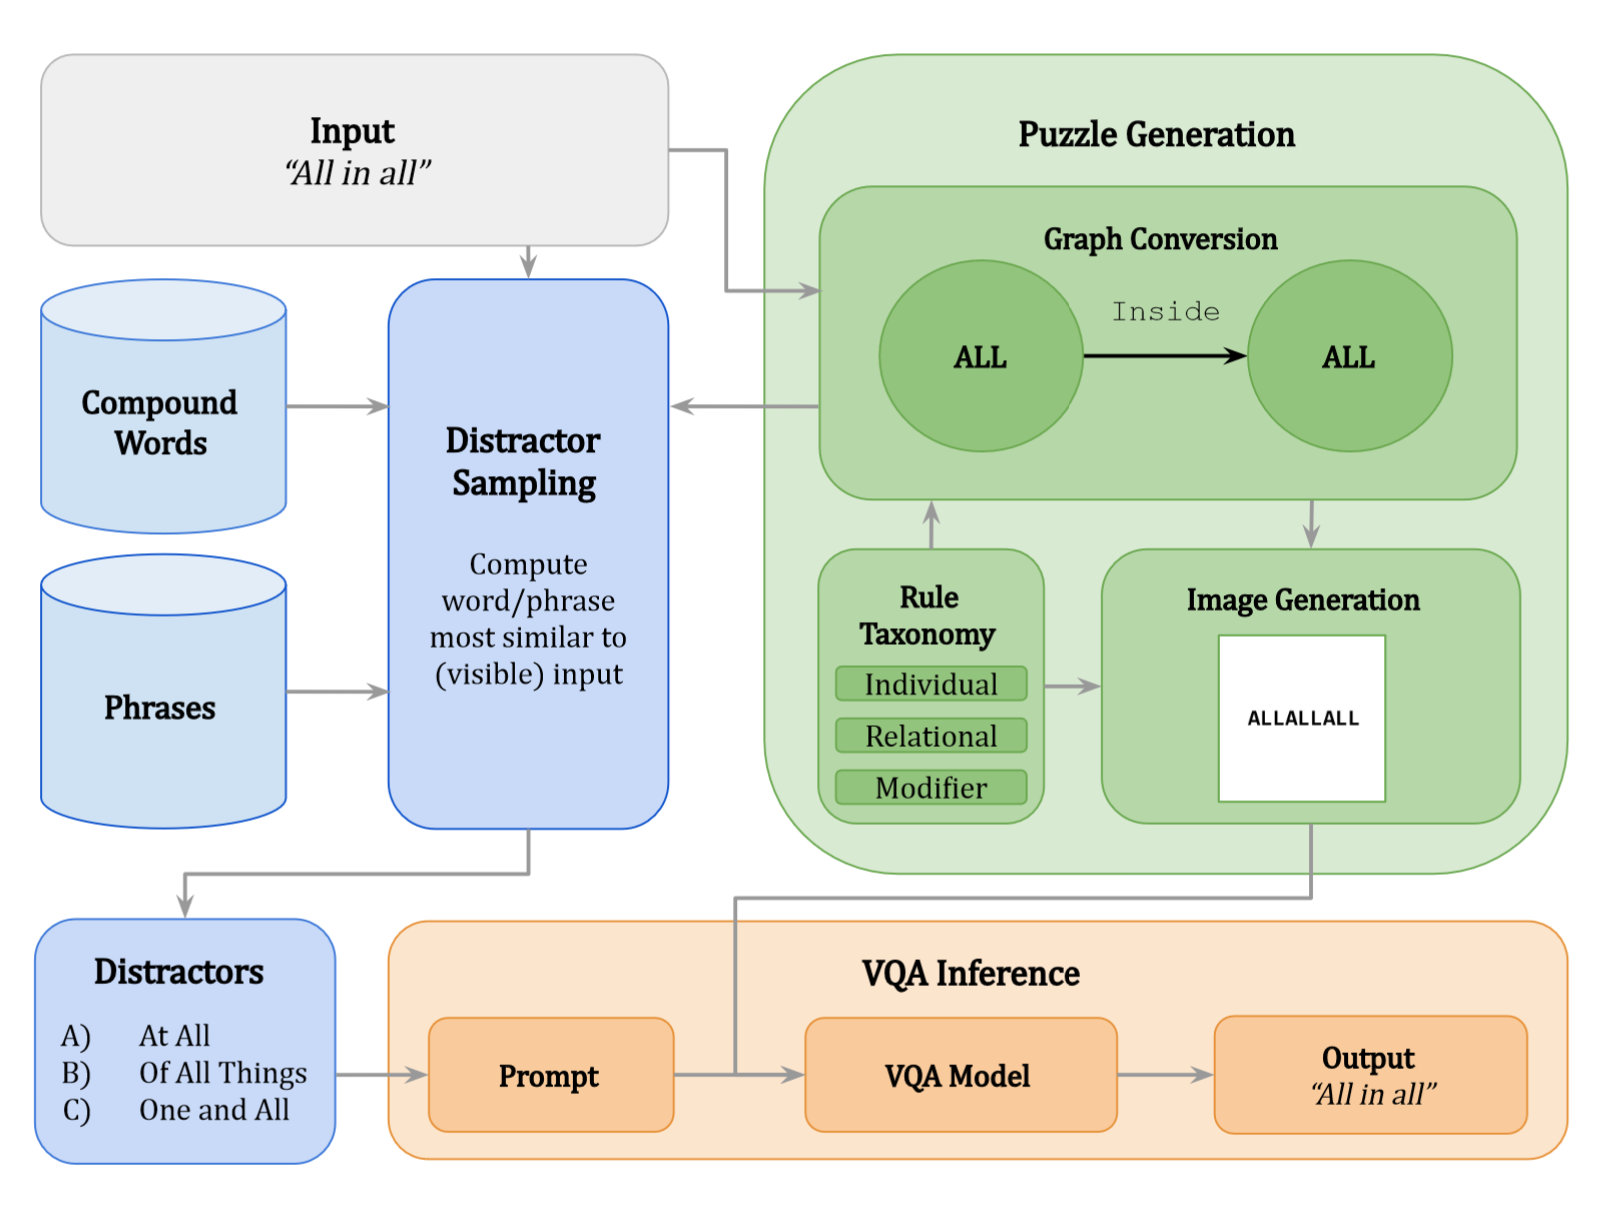 Input
“All in all”
Compound
Words
Phrases
Distractor
Sampling
Compute
word/phrase
most similar to
(visible) input
Puzzle Generation
Graph Conversion
ALL
Inside
ALL
Rule
Taxonomy
Individual
Relational
Modifier
Image Generation
ALLALLALL
Distractors
A) At All
B) Of All Things
C) One and All
VQA Inference
Prompt
VQA Model
Output
“All in all”